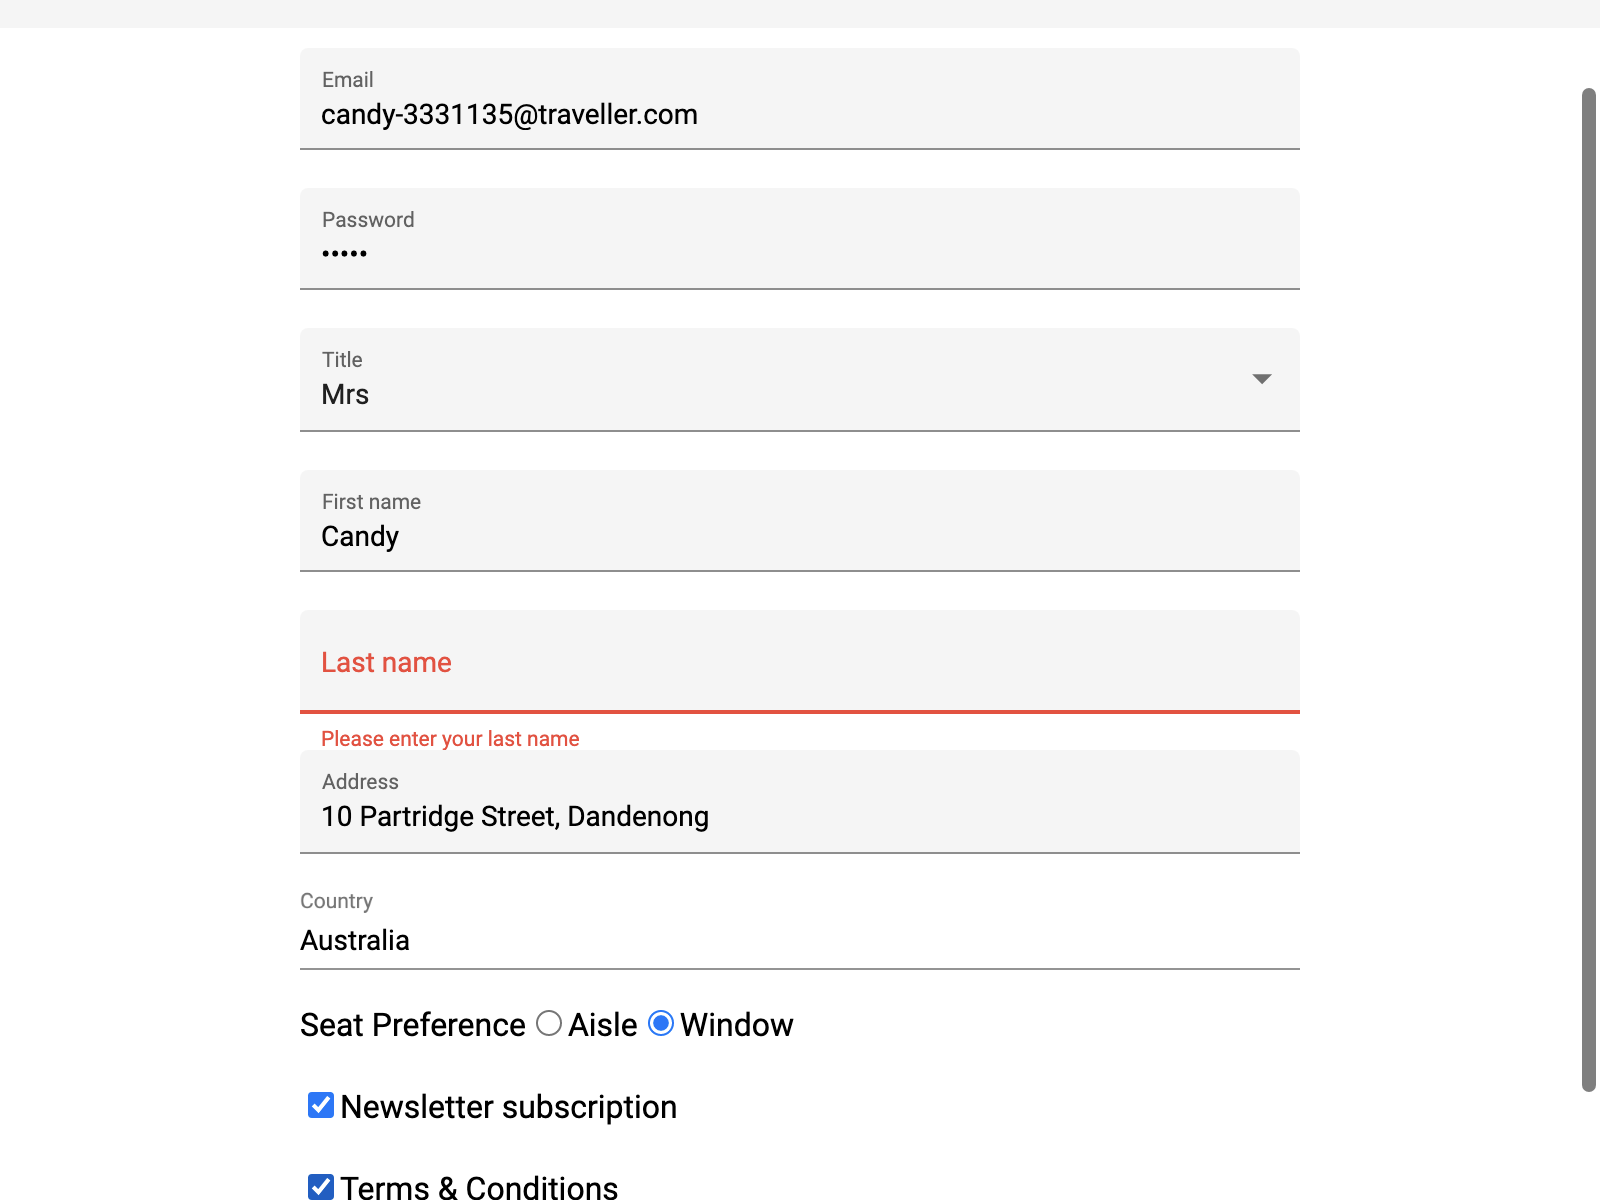 Email
candy-3331135@traveller.com
Password
•••••
Title
Mrs
First name
Candy
Last name
Please enter your last name
Address
10 Partridge Street, Dandenong
Country
Australia
Seat Preference Aisle Window
Newsletter subscription
Terms & Conditions